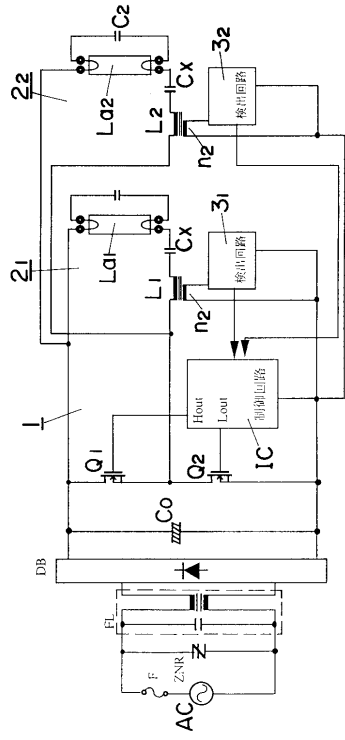 2₂
C2
La2
Cx
L2
n2
3₂
検出回路
2₁
La1
Cx
L1
n2
3₁
検出回路
1
Q1
Hout
Lout
制御回路
Q2
IC
Co
DB
FL
ZNR
F
AC